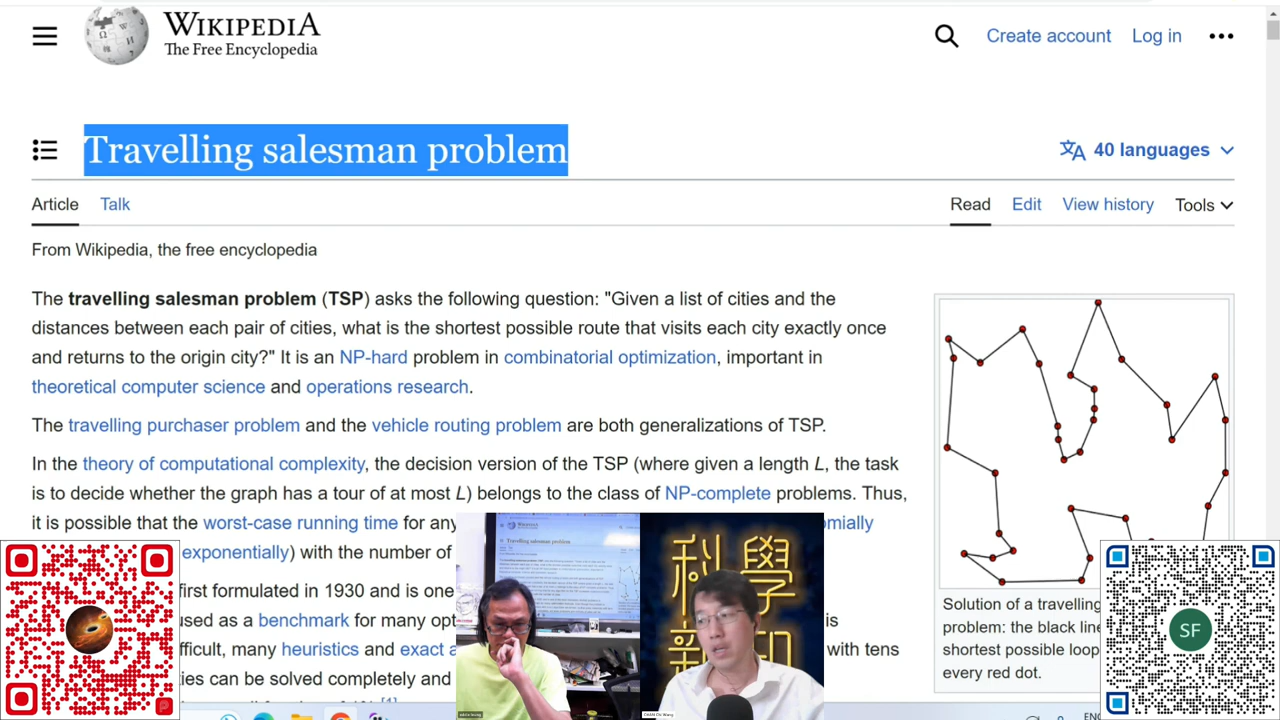 WIKIPEDIA
The Free Encyclopedia
Create account Log in
Travelling salesman problem
40 languages
Article Talk
Read Edit View history Tools
From Wikipedia, the free encyclopedia
The travelling salesman problem (TSP) asks the following question: "Given a list of cities and the
distances between each pair of cities, what is the shortest possible route that visits each city exactly once
and returns to the origin city?" It is an NP-hard problem in combinatorial optimization, important in
theoretical computer science and operations research.
The travelling purchaser problem and the vehicle routing problem are both generalizations of TSP.
In the theory of computational complexity, the decision version of the TSP (where given a length L, the task
is to decide whether the graph has a tour of at most L) belongs to the class of NP-complete problems. Thus,
it is possible that the worst-case running time for any
omially
exponentially) with the number of
first formulated in 1930 and is one
used as a benchmark for many opt
is
fficult, many heuristics and exact a
with tens
ies can be solved completely and
[1]
Solution of a travelling
problem: the black line
shortest possible loop
every red dot.
Travelling salesman problem
科學
新知
SF